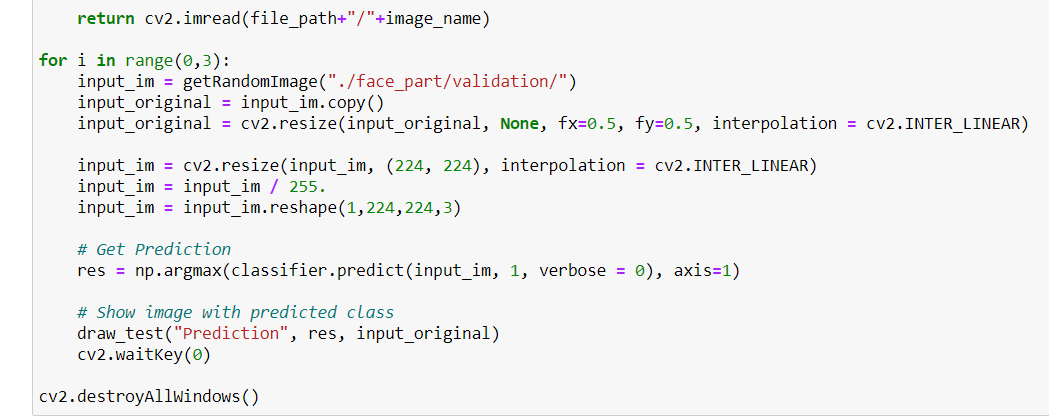 return cv2.imread(file_path+"/"+image_name)
for i in range(0,3):
input_im = getRandomImage("./face_part/validation/")
input_original = input_im.copy()
input_original = cv2.resize(input_original, None, fx=0.5, fy=0.5, interpolation = cv2.INTER_LINEAR)
input_im = cv2.resize(input_im, (224, 224), interpolation = cv2.INTER_LINEAR)
input_im = input_im / 255.
input_im = input_im.reshape(1,224,224,3)
# Get Prediction
res = np.argmax(classifier.predict(input_im, 1, verbose = 0), axis=1)
# Show image with predicted class
draw_test("Prediction", res, input_original)
cv2.waitKey(0)
cv2.destroyAllWindows()